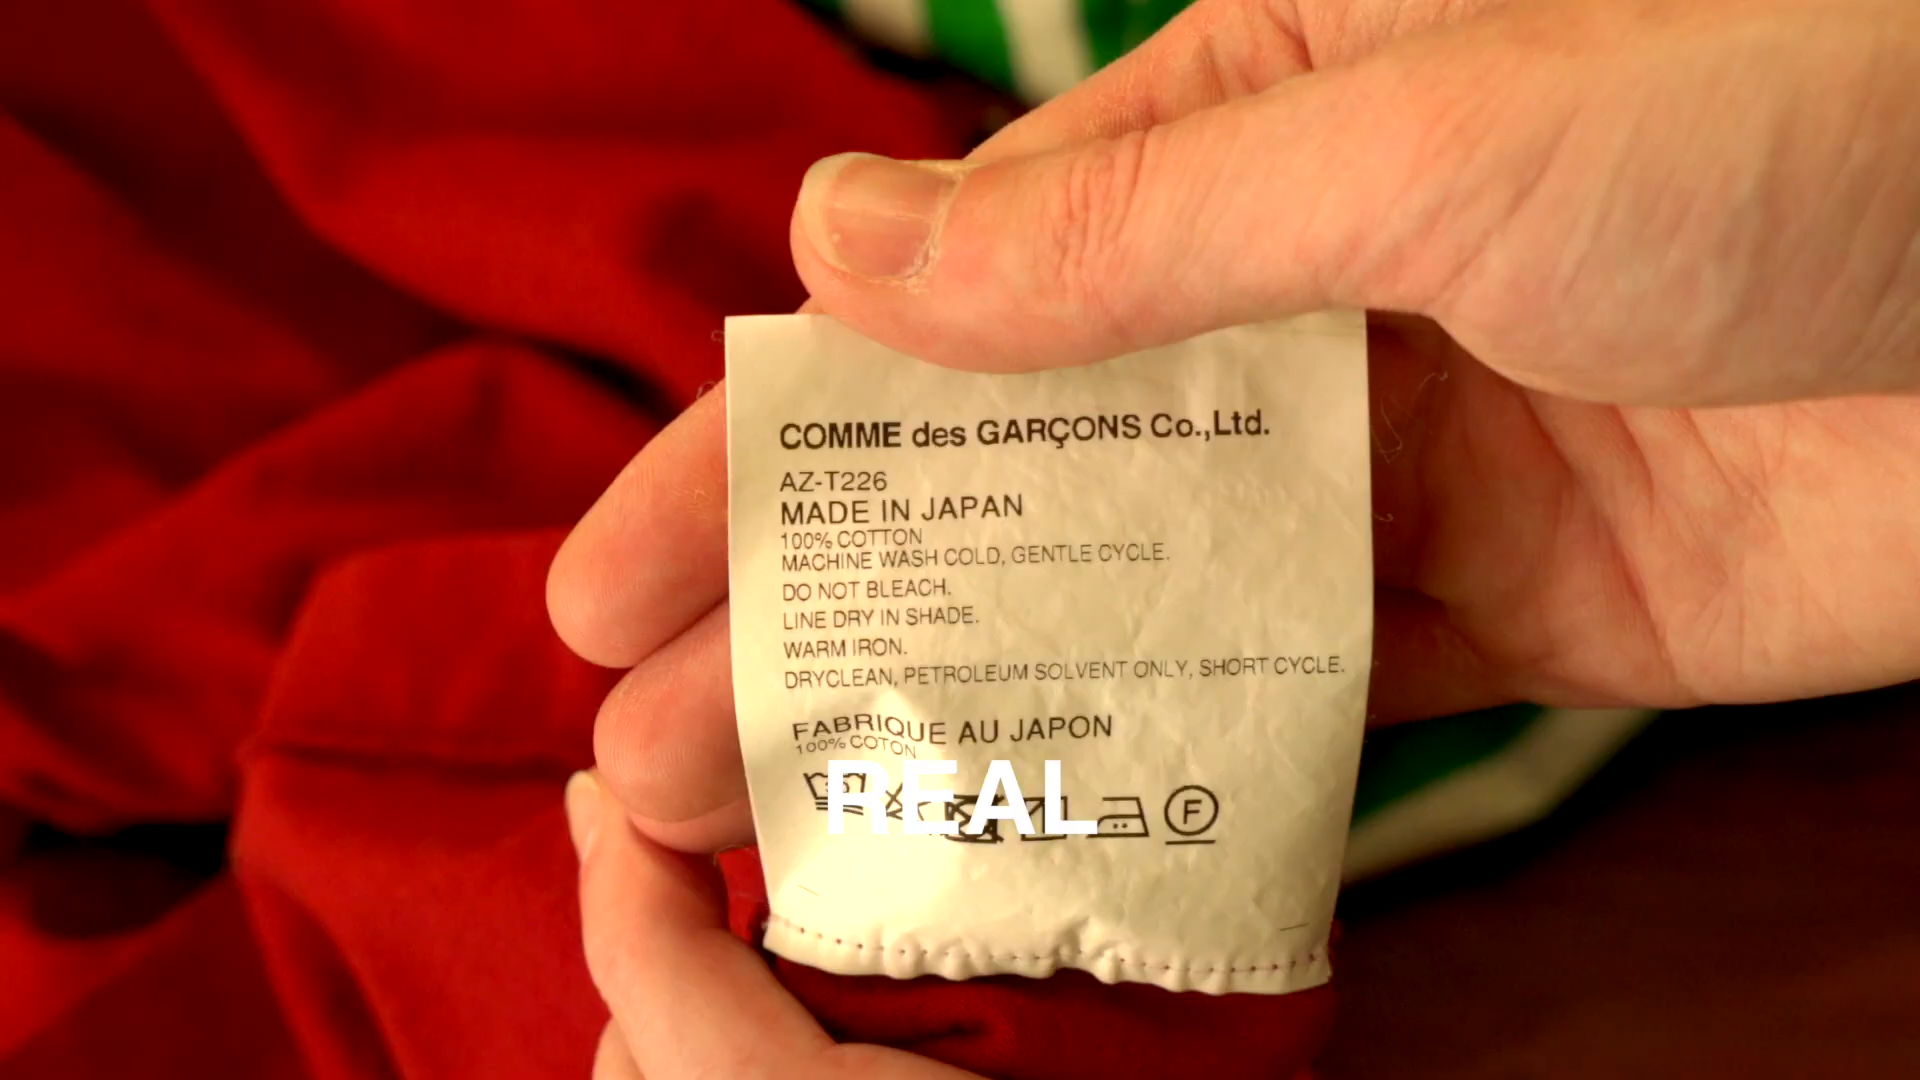 COMME des GARÇONS Co.,Ltd.
AZ-T226
MADE IN JAPAN
100% COTTON
MACHINE WASH COLD, GENTLE CYCLE.
DO NOT BLEACH.
LINE DRY IN SHADE.
WARM IRON.
DRYCLEAN, PETROLEUM SOLVENT ONLY, SHORT CYCLE.
FABRIQUE AU JAPON
100% COTON
REAL
F